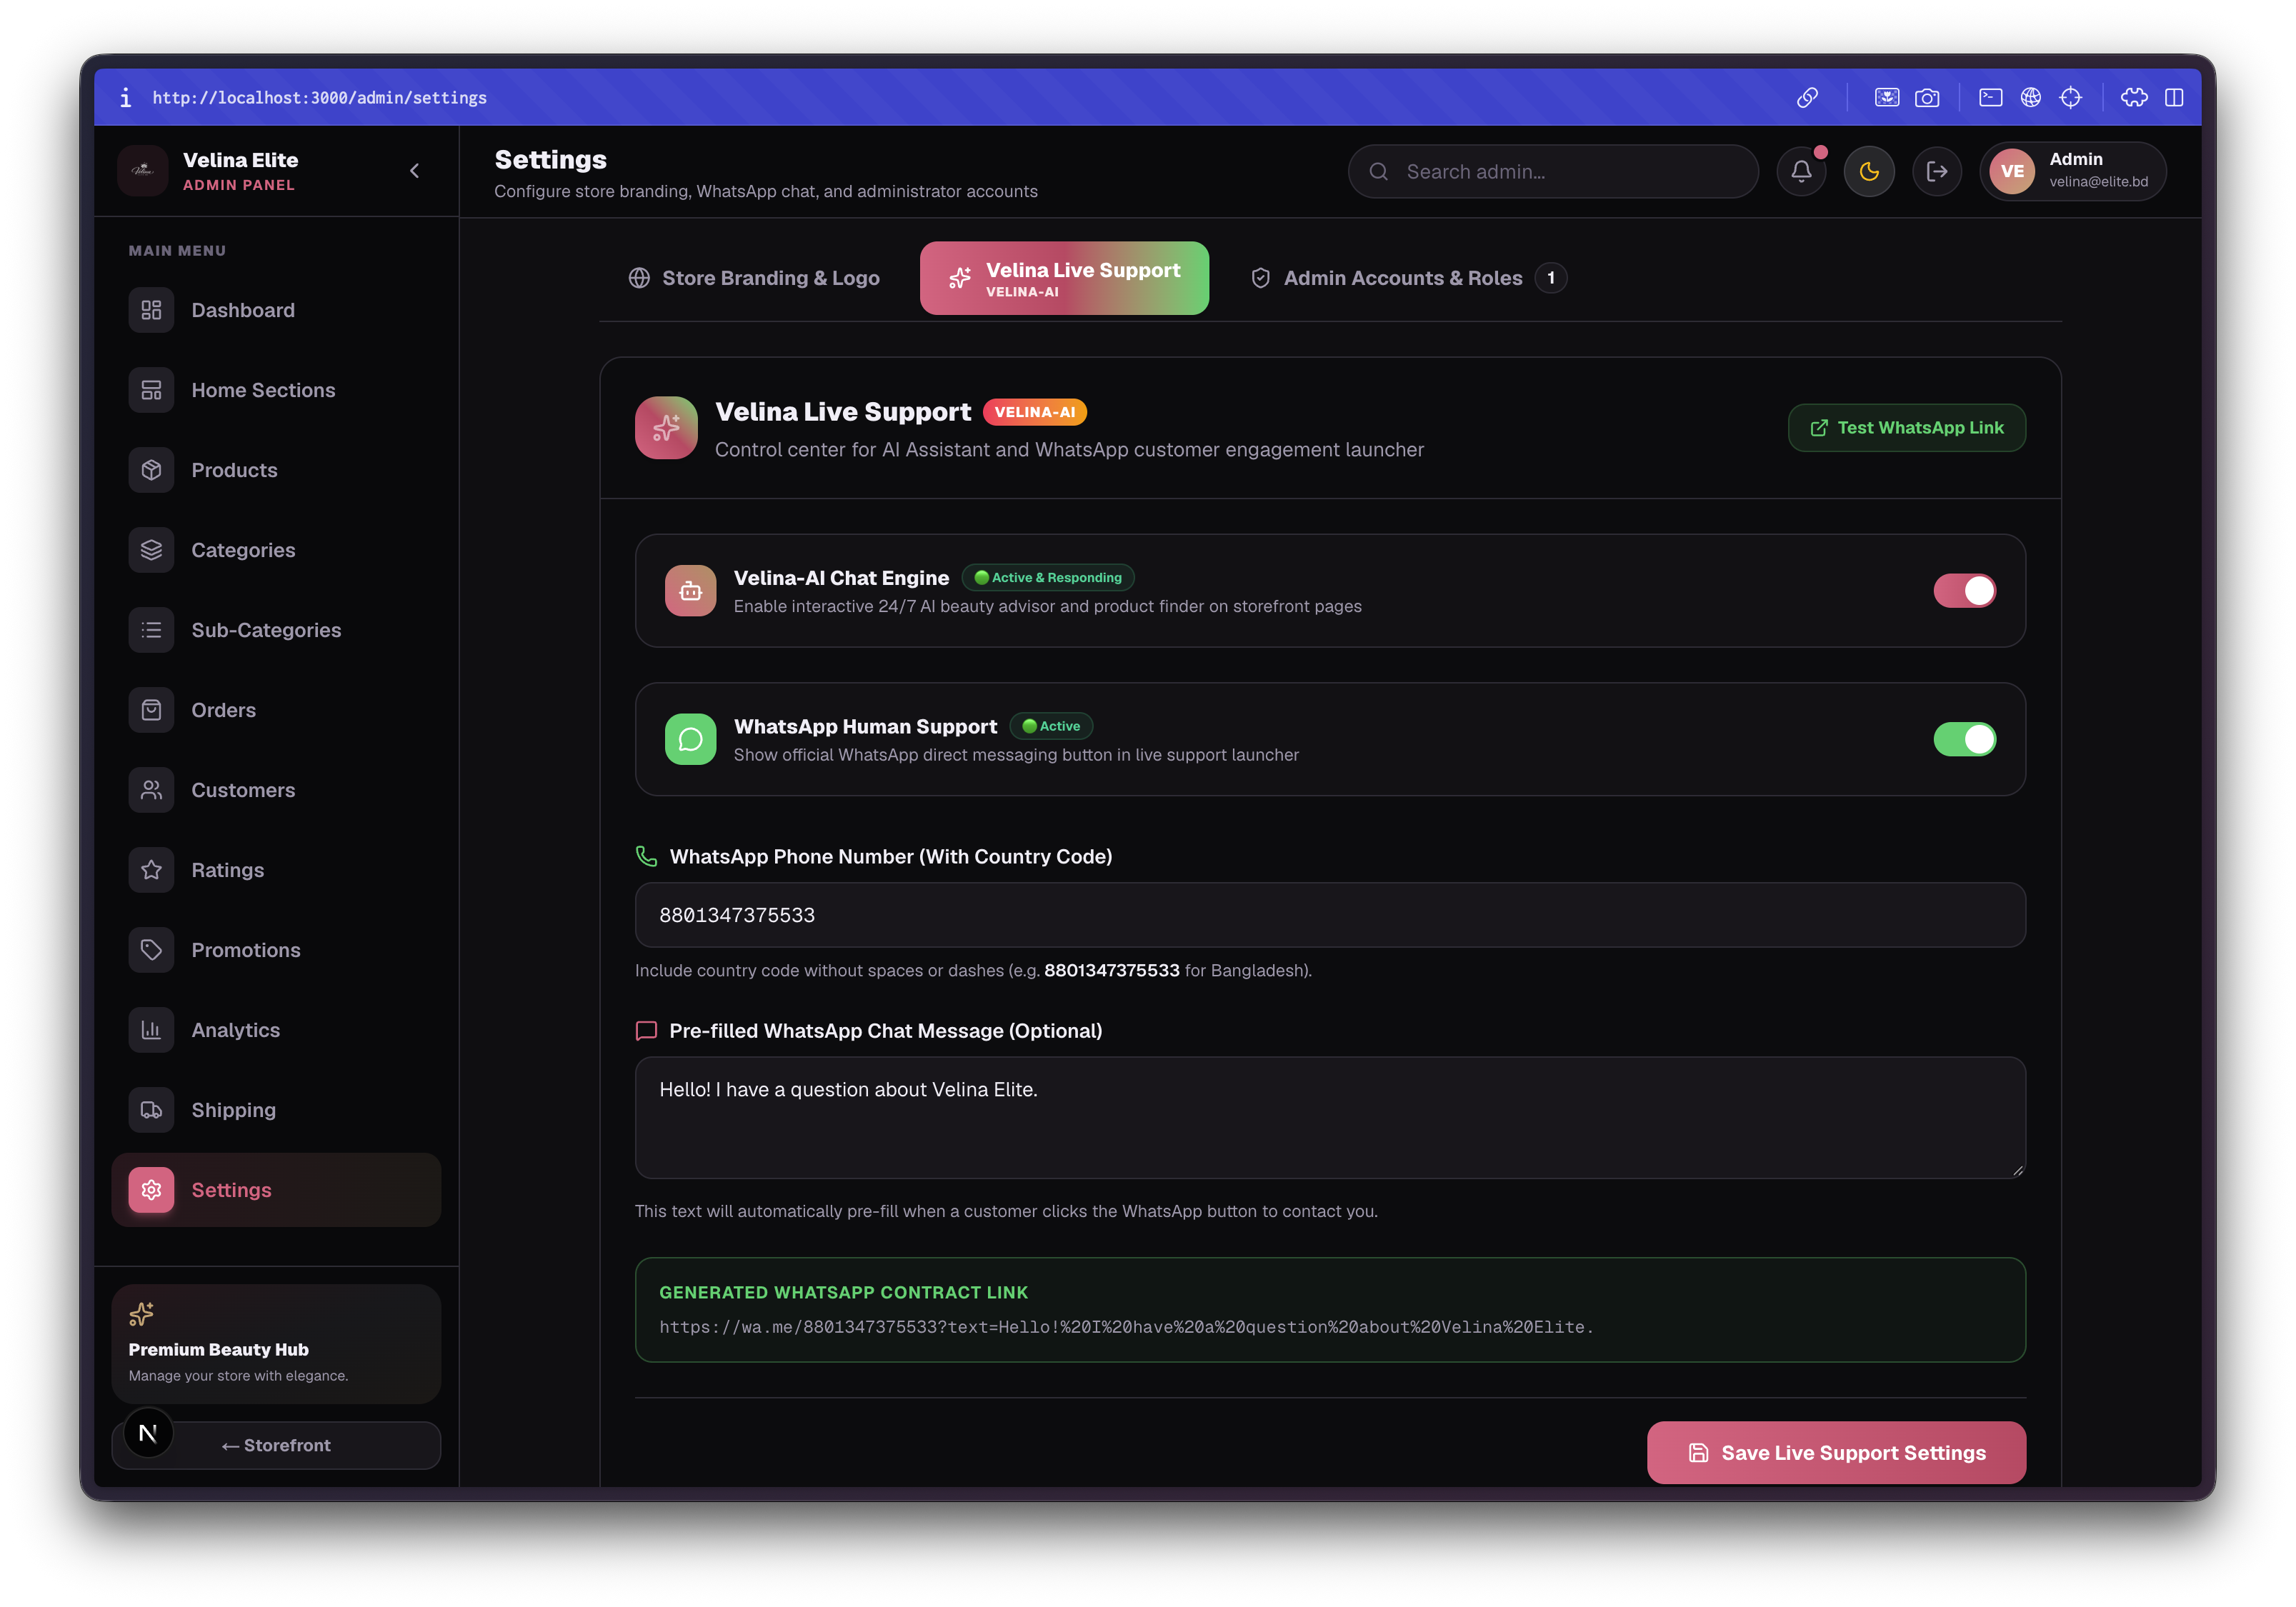 http://localhost:3000/admin/settings
Velina Elite
ADMIN PANEL
Settings
Configure store branding, WhatsApp chat, and administrator accounts
Search admin...
VE
Admin
velina@elite.bd
MAIN MENU
Dashboard
Home Sections
Products
Categories
Sub-Categories
Orders
Customers
Ratings
Promotions
Analytics
Shipping
Settings
Premium Beauty Hub
Manage your store with elegance.
N
← Storefront
Store Branding & Logo
Velina Live Support
VELINA-AI
Admin Accounts & Roles 1
Velina Live Support VELINA-AI
Control center for AI Assistant and WhatsApp customer engagement launcher
Test WhatsApp Link
Velina-AI Chat Engine Active & Responding
Enable interactive 24/7 AI beauty advisor and product finder on storefront pages
WhatsApp Human Support Active
Show official WhatsApp direct messaging button in live support launcher
WhatsApp Phone Number (With Country Code)
8801347375533
Include country code without spaces or dashes (e.g. 8801347375533 for Bangladesh).
Pre-filled WhatsApp Chat Message (Optional)
Hello! I have a question about Velina Elite.
This text will automatically pre-fill when a customer clicks the WhatsApp button to contact you.
GENERATED WHATSAPP CONTRACT LINK
https://wa.me/8801347375533?text=Hello!%20I%20have%20a%20question%20about%20Velina%20Elite.
Save Live Support Settings